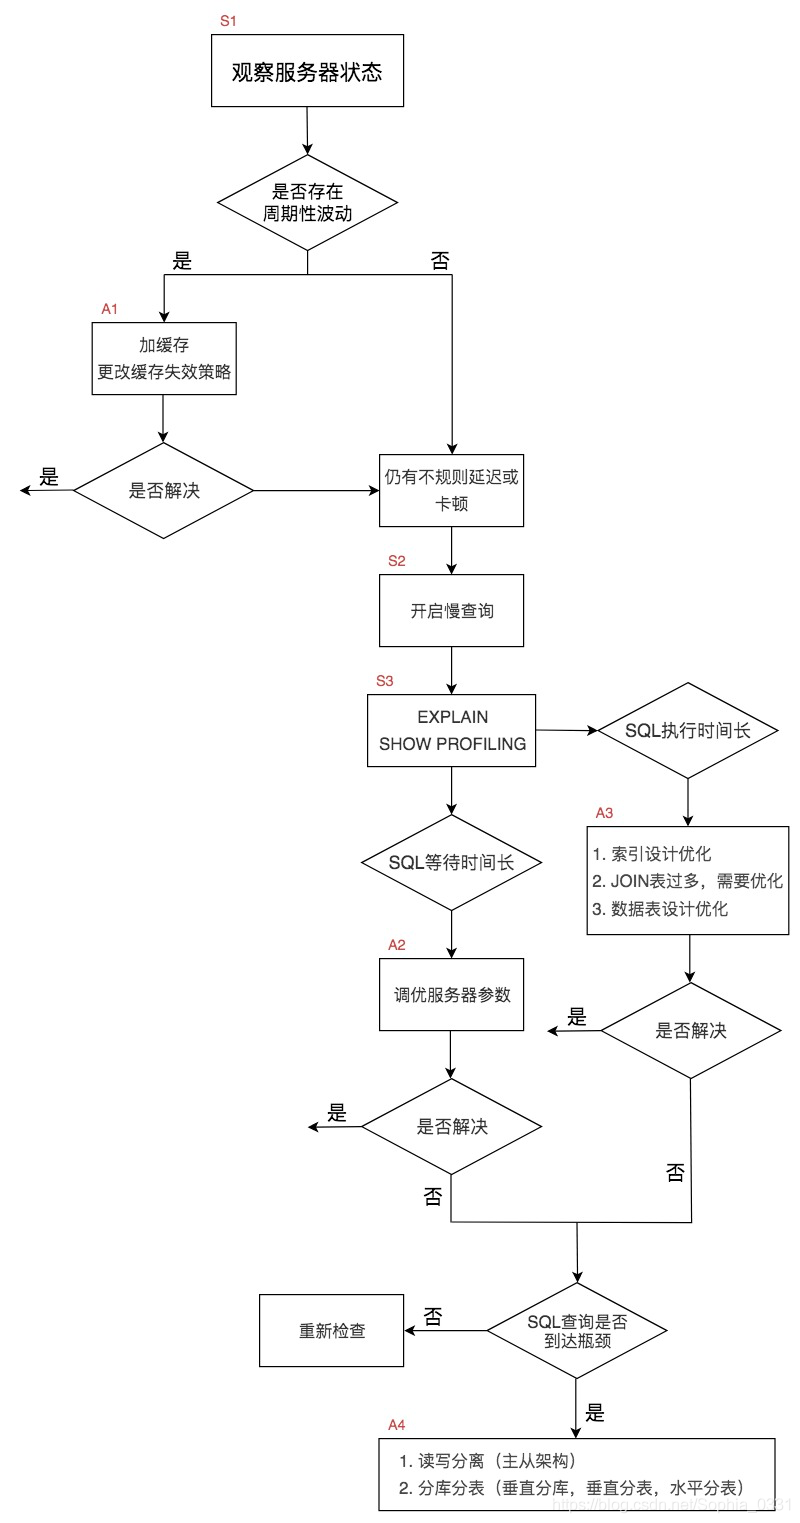 S1
观察服务器状态
是否存在
周期性波动
是
否
A1
加缓存
更改缓存失效策略
是
是否解决
仍有不规则延迟或
卡顿
S2
开启慢查询
S3
EXPLAIN
SHOW PROFILING
SQL执行时间长
A3
1. 索引设计优化
2. JOIN表过多，需要优化
3. 数据表设计优化
SQL等待时间长
A2
调优服务器参数
是
是否解决
是
是否解决
否
否
SQL查询是否
到达瓶颈
否
重新检查
是
A4
1. 读写分离（主从架构）
2. 分库分表（垂直分库，垂直分表，水平分表）
https://blog.csdn.net/Sophia_0331